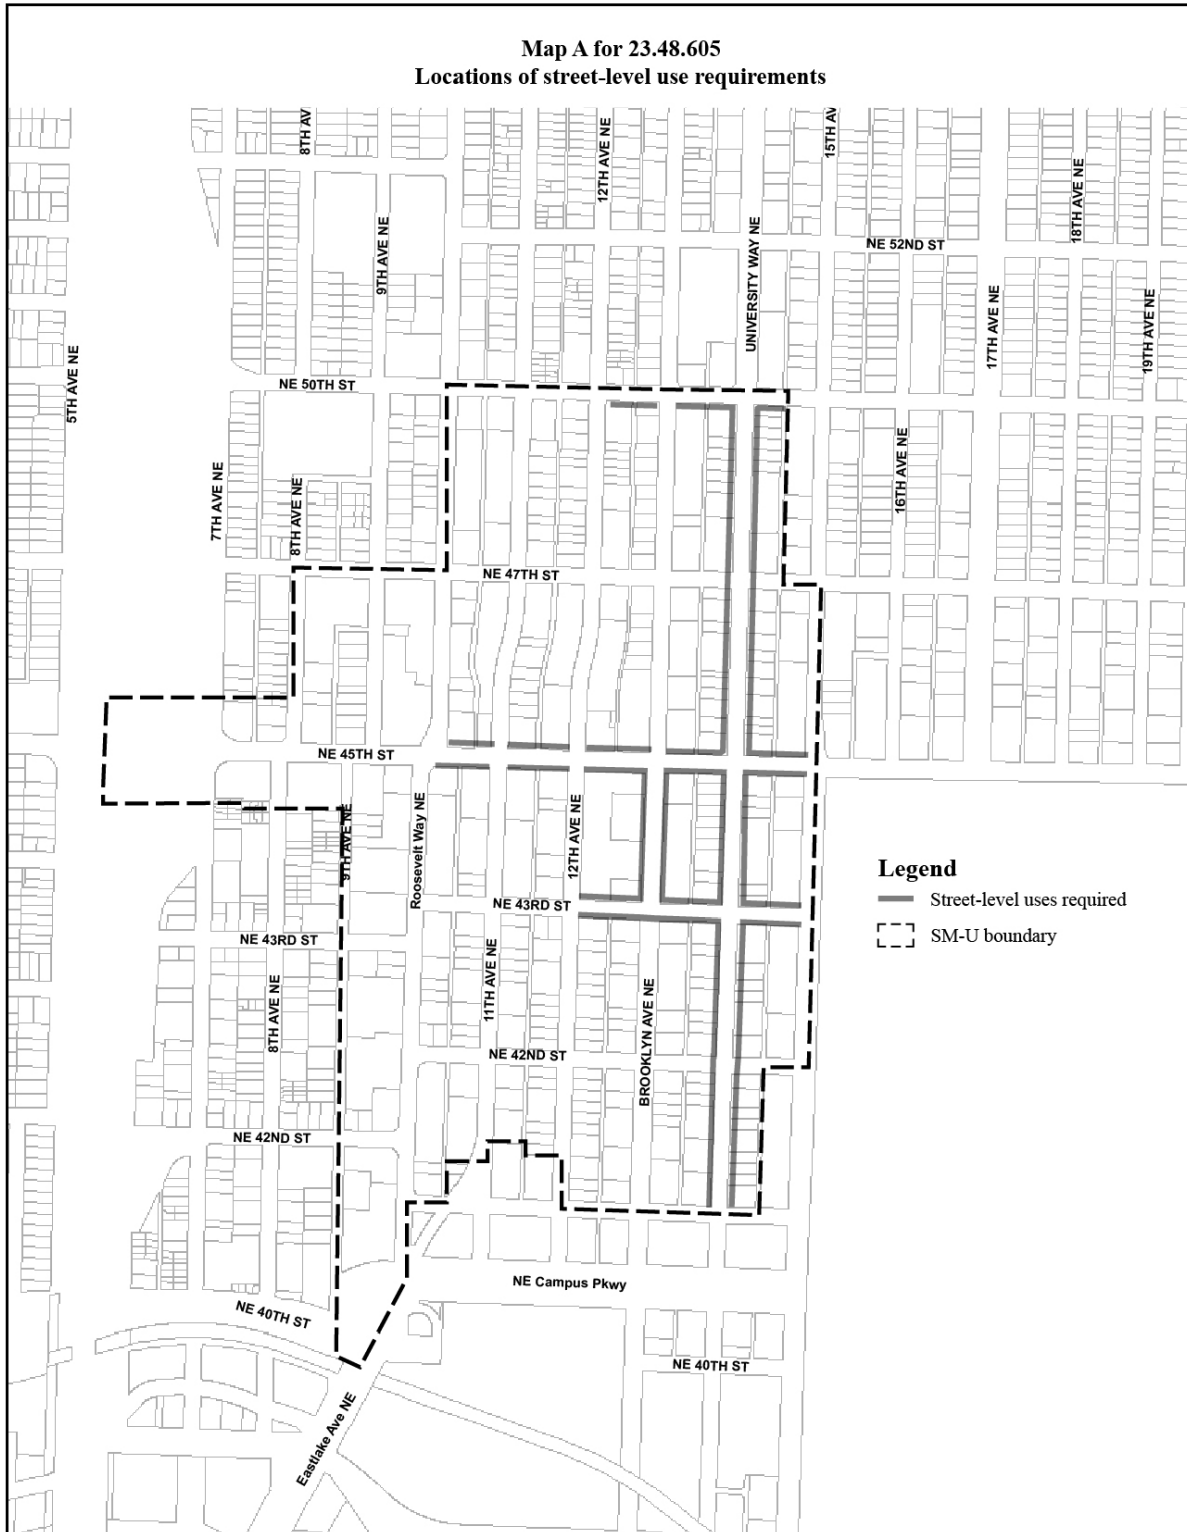 Map A for 23.48.605
Locations of street-level use requirements
8TH AV
12TH AVE NE
15TH AV
18TH AVE NE
9TH AVE NE
UNIVERSITY WAY NE
NE 52ND ST
17TH AVE NE
19TH AVE NE
5TH AVE NE
NE 50TH ST
7TH AVE NE
8TH AVE NE
16TH AVE NE
NE 47TH ST
NE 45TH ST
9TH AVE NE
Roosevelt Way NE
12TH AVE NE
Legend
Street-level uses required
SM-U boundary
NE 43RD ST
NE 43RD ST
8TH AVE NE
11TH AVE NE
BROOKLYN AVE NE
NE 42ND ST
NE 42ND ST
NE Campus Pkwy
NE 40TH ST
NE 40TH ST
Eastlake Ave NE